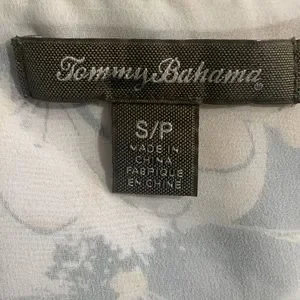 Tommy Bahama®
S/P
MADE IN
CHINA
FABRIQUE
EN CHINE